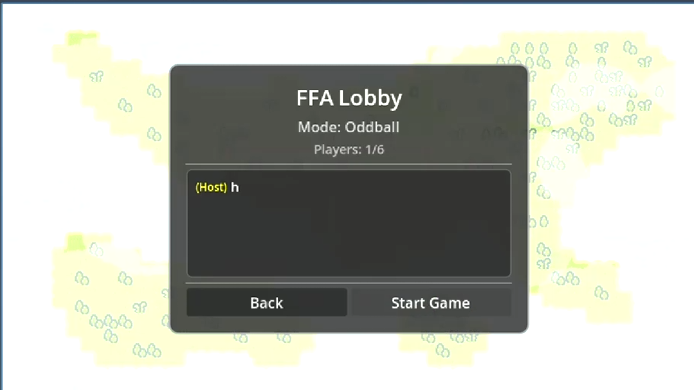 FFA Lobby
Mode: Oddball
Players: 1/6
(Host) h
Back
Start Game